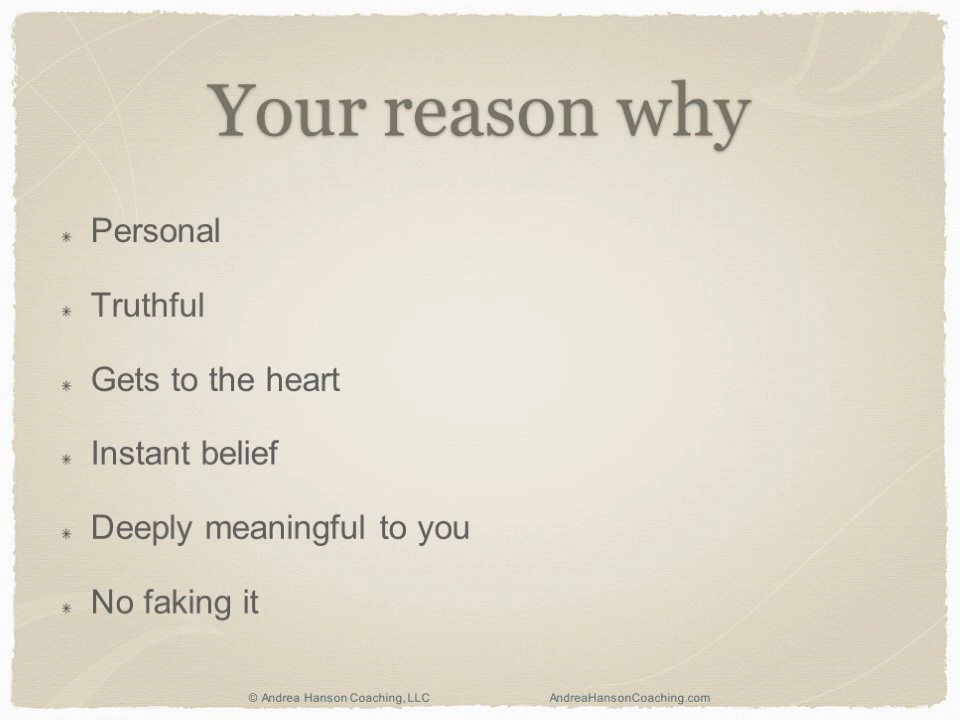 Your reason why
Personal
Truthful
Gets to the heart
Instant belief
Deeply meaningful to you
No faking it
© Andrea Hanson Coaching, LLC AndreaHansonCoaching.com